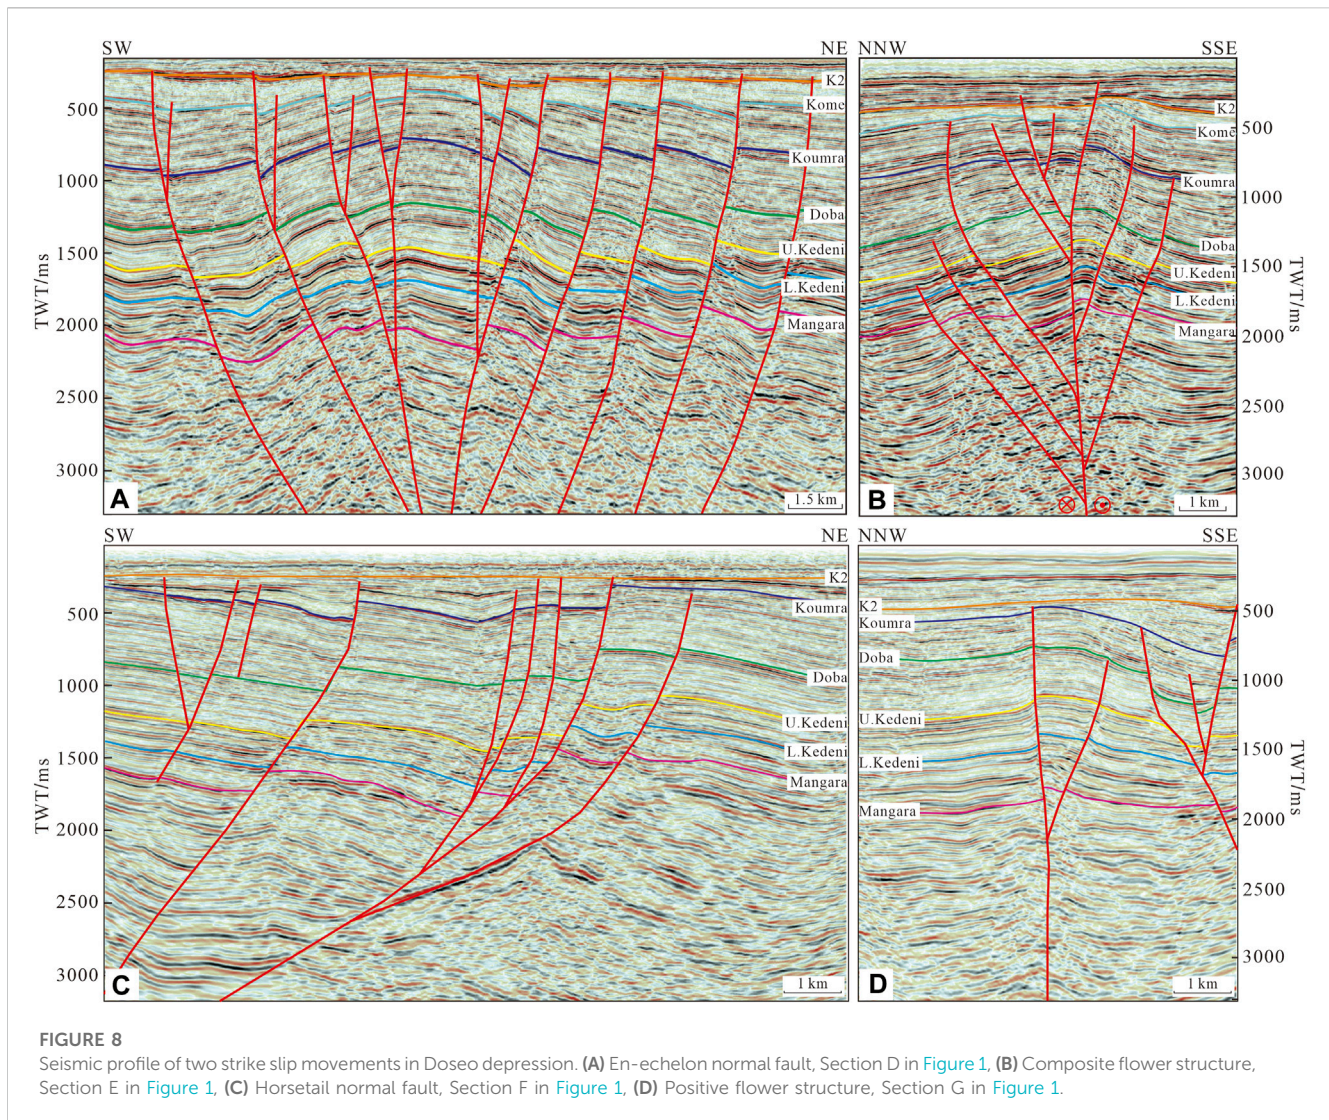 SW NE
K2
Kome
Koumra
Doba
U.Kedeni
L.Kedeni
Mangara
500
1000
1500
2000
2500
3000
TWT/ms
A
1.5 km
NNW SSE
K2
Kome
Koumra
Doba
U.Kedeni
L.Kedeni
Mangara
500
1000
1500
2000
2500
3000
TWT/ms
B
1 km
SW NE
K2
Koumra
Doba
U.Kedeni
L.Kedeni
Mangara
500
1000
1500
2000
2500
3000
TWT/ms
C
1 km
NNW SSE
K2
Koumra
Doba
U.Kedeni
L.Kedeni
Mangara
500
1000
1500
2000
2500
3000
TWT/ms
D
1 km
FIGURE 8
Seismic profile of two strike slip movements in Doseo depression. (A) En-echelon normal fault, Section D in Figure 1, (B) Composite flower structure,
Section E in Figure 1, (C) Horsetail normal fault, Section F in Figure 1, (D) Positive flower structure, Section G in Figure 1.